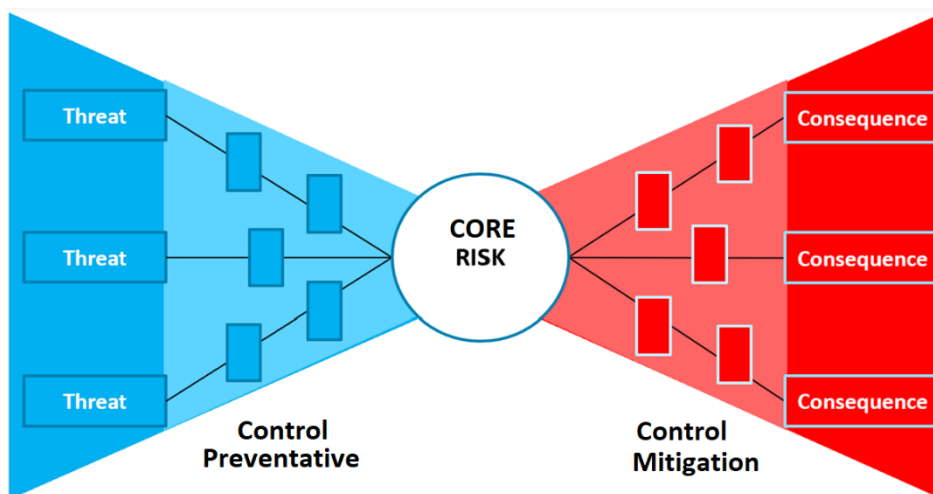 Threat
Consequence
CORE
RISK
Threat
Consequence
Threat
Consequence
Control
Preventative
Control
Mitigation